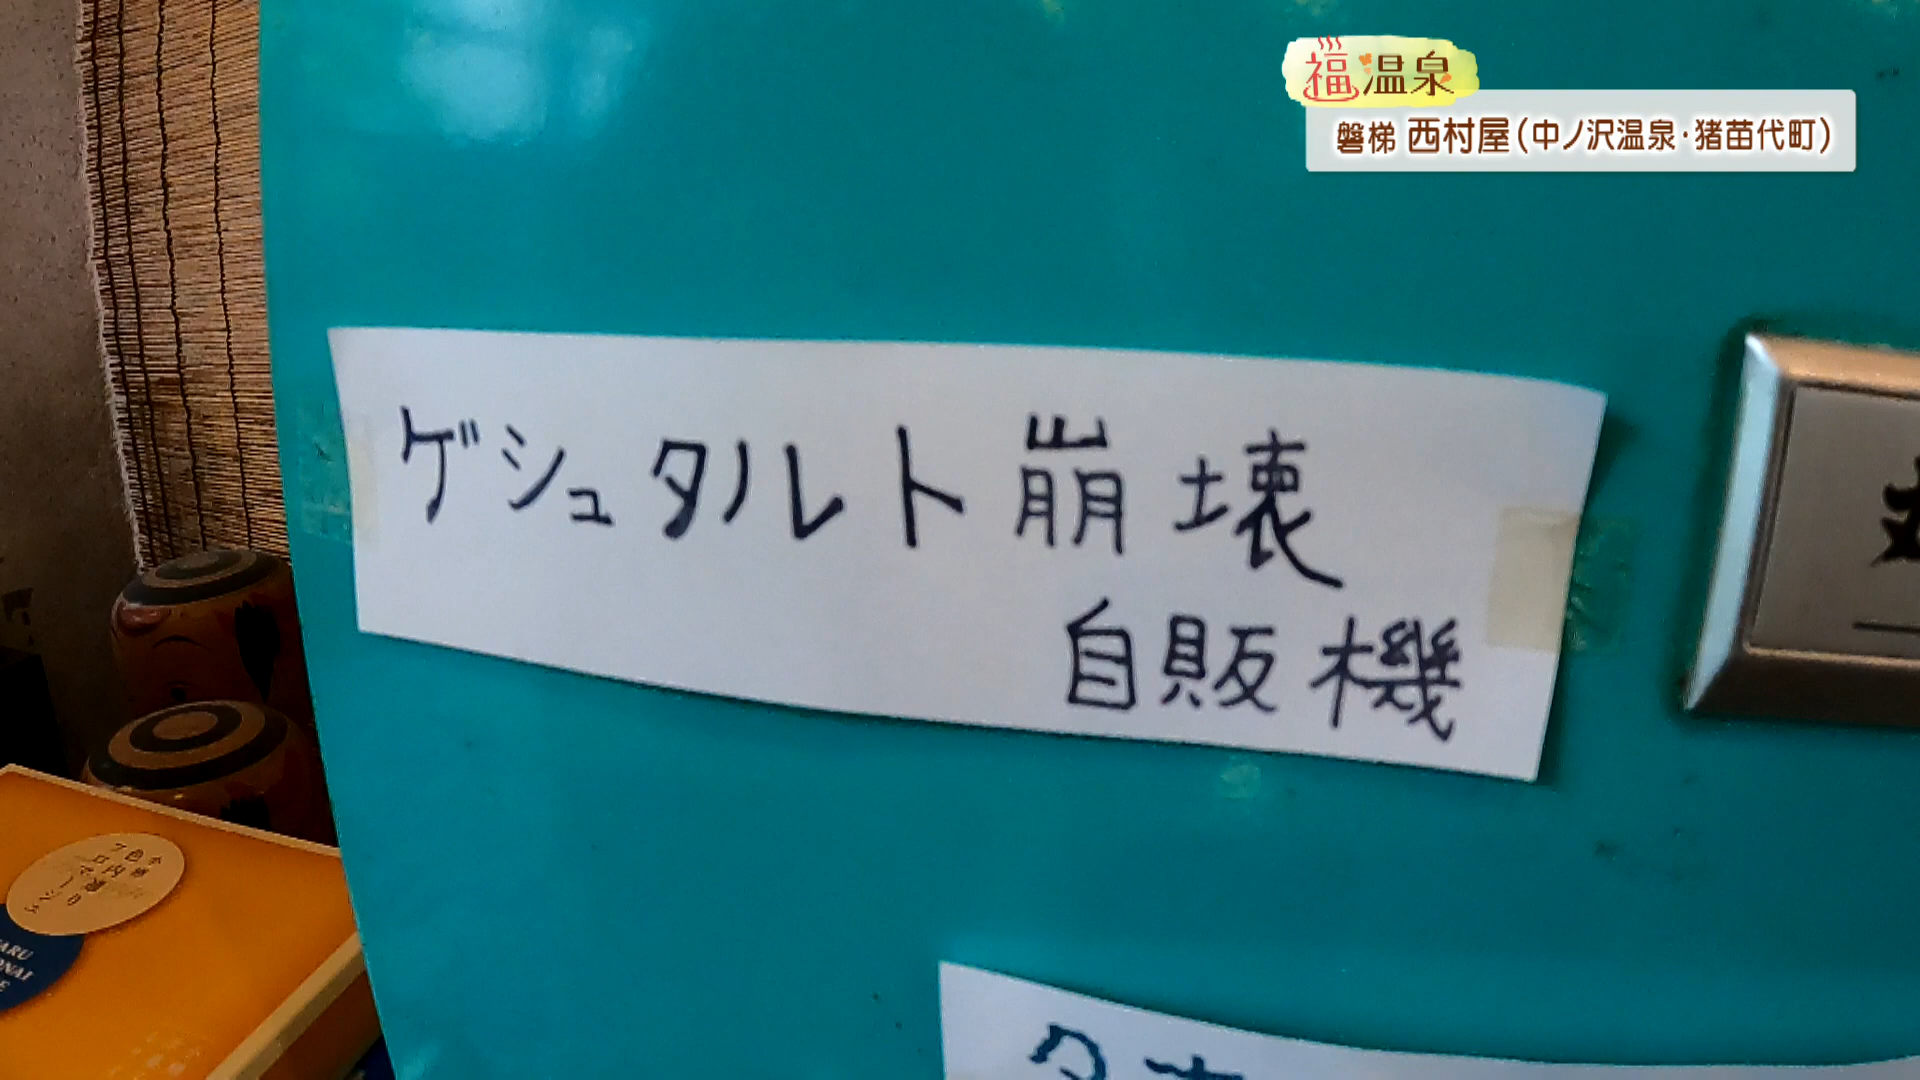 福温泉
磐梯 西村屋(中ノ沢温泉・猪苗代町)
ゲシュタルト崩壊
自販機